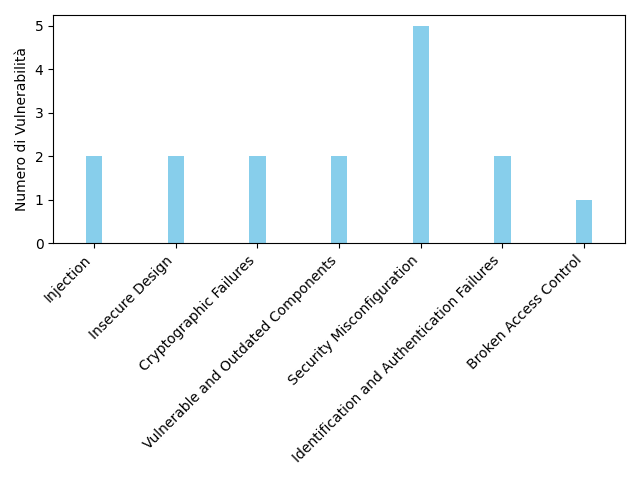 Numero di Vulnerabilità
5
4
3
2
1
0
Injection
Insecure Design
Cryptographic Failures
Vulnerable and Outdated Components
Security Misconfiguration
Identification and Authentication Failures
Broken Access Control